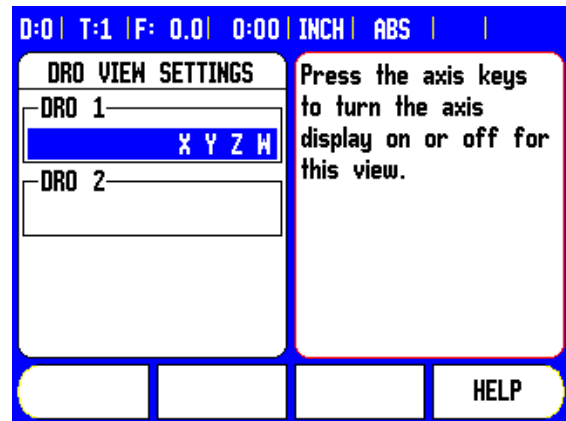 D:0 | T:1 | F: 0.0 | 0:00 | INCH | ABS | |
DRO VIEW SETTINGS
DRO 1
X Y Z W
DRO 2
Press the axis keys
to turn the axis
display on or off for
this view.
HELP